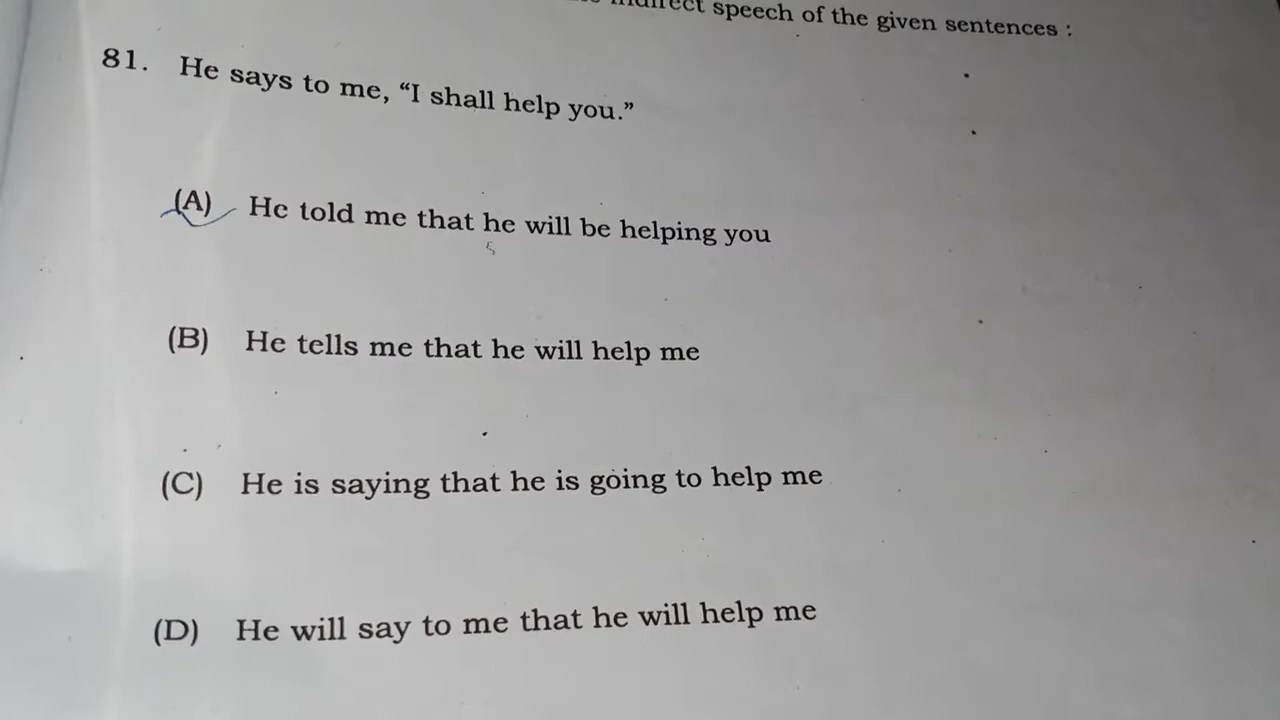 indirect speech of the given sentences :
81. He says to me, “I shall help you.”
(A) He told me that he will be helping you
(B) He tells me that he will help me
(C) He is saying that he is going to help me
(D) He will say to me that he will help me